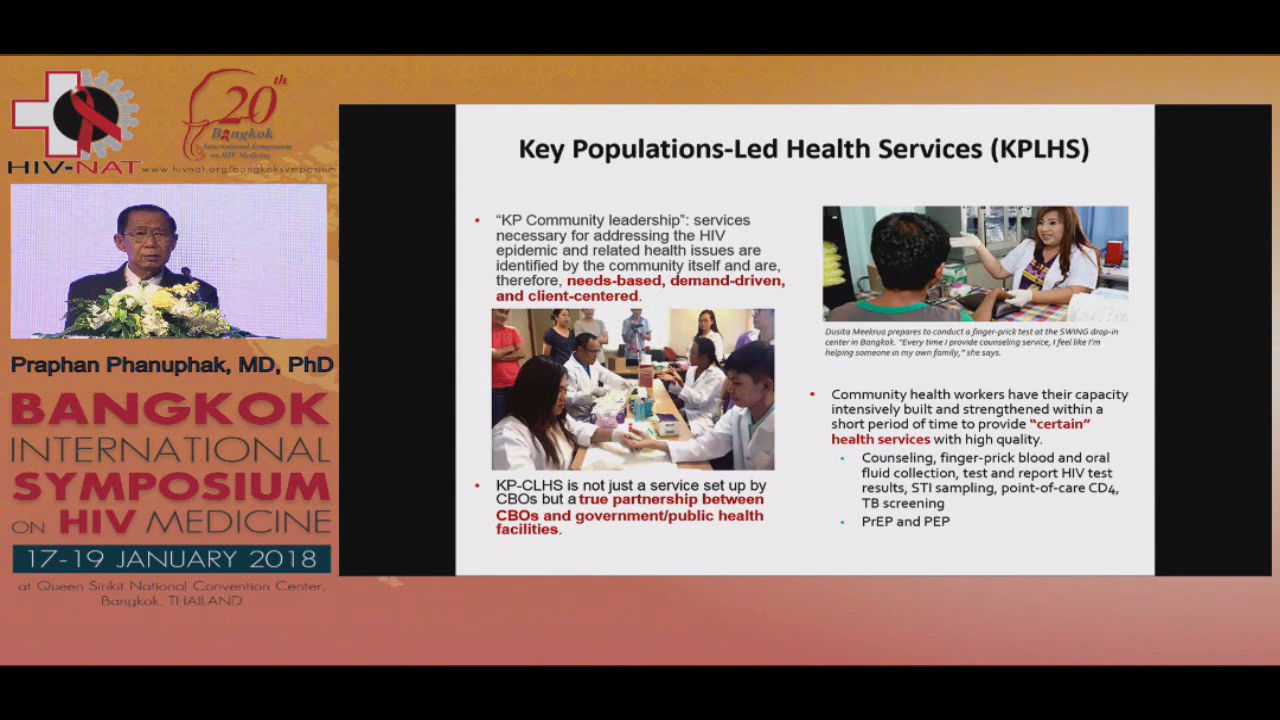 20th
Bangkok
International Symposium
on HIV Medicine
HIV-NAT
www.hivnat.org/bangkoksymposium
Praphan Phanuphak, MD, PhD
BANGKOK
INTERNATIONAL
SYMPOSIUM
ON HIV MEDICINE
17-19 JANUARY 2018
at Queen Sirikit National Convention Center,
Bangkok, THAILAND
Key Populations-Led Health Services (KPLHS)
• “KP Community leadership”: services
necessary for addressing the HIV
epidemic and related health issues are
identified by the community itself and are,
therefore, needs-based, demand-driven,
and client-centered.
• KP-CLHS is not just a service set up by
CBOs but a true partnership between
CBOs and government/public health
facilities.
Dusita Meekrua prepares to conduct a finger-prick test at the SWING drop-in
center in Bangkok. “Every time I provide counseling service, I feel like I’m
helping someone in my own family,” she says.
• Community health workers have their capacity
intensively built and strengthened within a
short period of time to provide “certain”
health services with high quality.
• Counseling, finger-prick blood and oral
fluid collection, test and report HIV test
results, STI sampling, point-of-care CD4,
TB screening
• PrEP and PEP